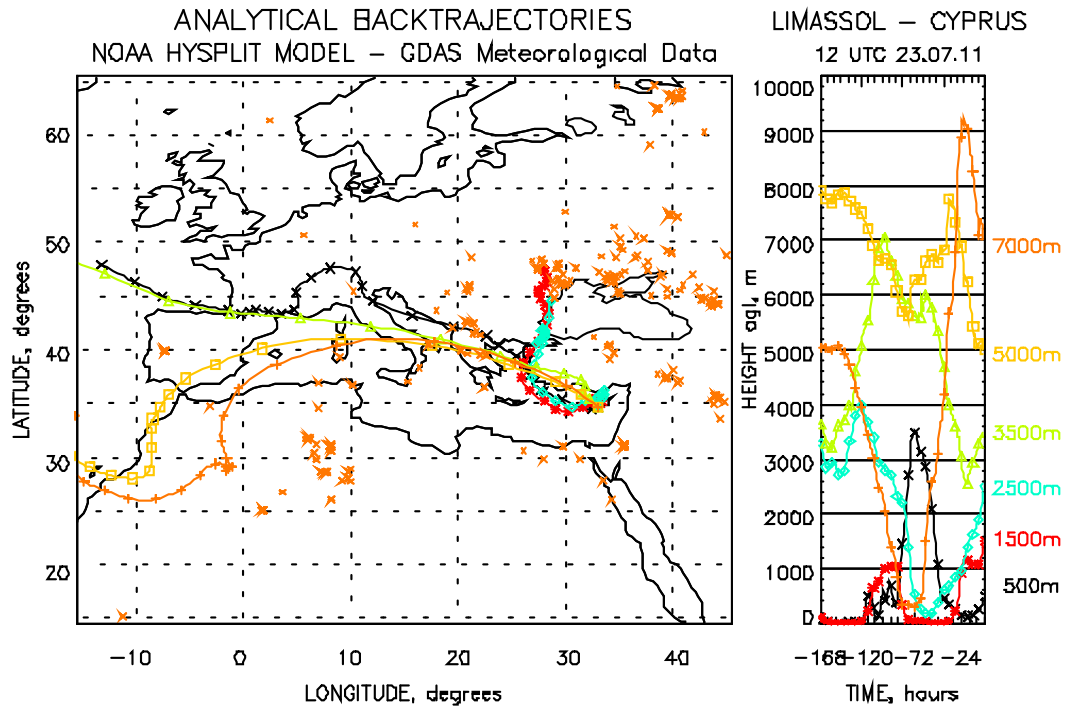 ANALYTICAL BACKTRAJECTORIES
NOAA HYSPLIT MODEL – GDAS Meteorological Data
LIMASSOL – CYPRUS
12 UTC 23.07.11
LATITUDE, degrees
60
50
40
30
20
−10 0 10 20 30 40
LONGITUDE, degrees
HEIGHT agl, m
10000
9000
8000
7000
6000
5000
4000
3000
2000
1000
0
7000m
5000m
3500m
2500m
1500m
500m
−168 −120 −72 −24
TIME, hours